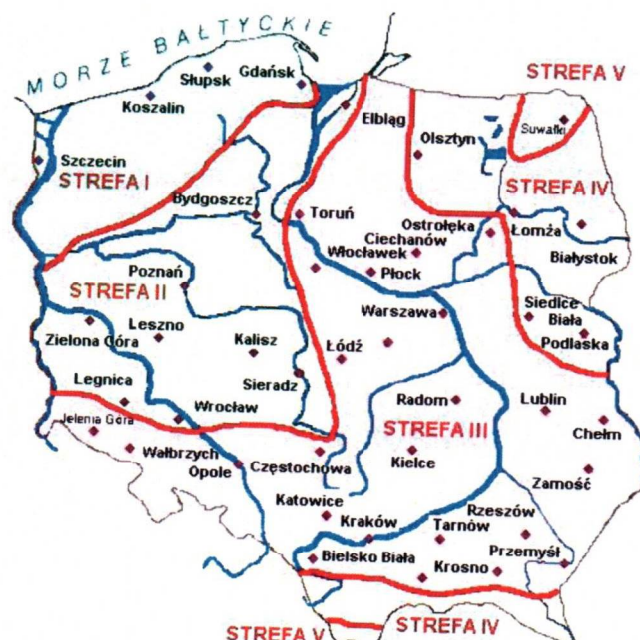 MORZE BAŁTYCKIE
STREFA V
Słupsk
Gdańsk
Koszalin
Elbląg
Olsztyn
Suwałki
Szczecin
STREFA I
STREFA IV
Bydgoszcz
Toruń
Ostrołęka
Łomża
Ciechanów
Włocławek
Białystok
Poznań
Płock
STREFA II
Siedlce
Warszawa
Biała
Podlaska
Leszno
Zielona Góra
Kalisz
Łódź
Sieradz
Legnica
Wrocław
Radom
Lublin
Jelenia Góra
STREFA III
Chełm
Wałbrzych
Opole
Częstochowa
Kielce
Zamość
Katowice
Rzeszów
Kraków
Tarnów
Przemyśl
Bielsko Biała
Krosno
STREFA V
STREFA IV